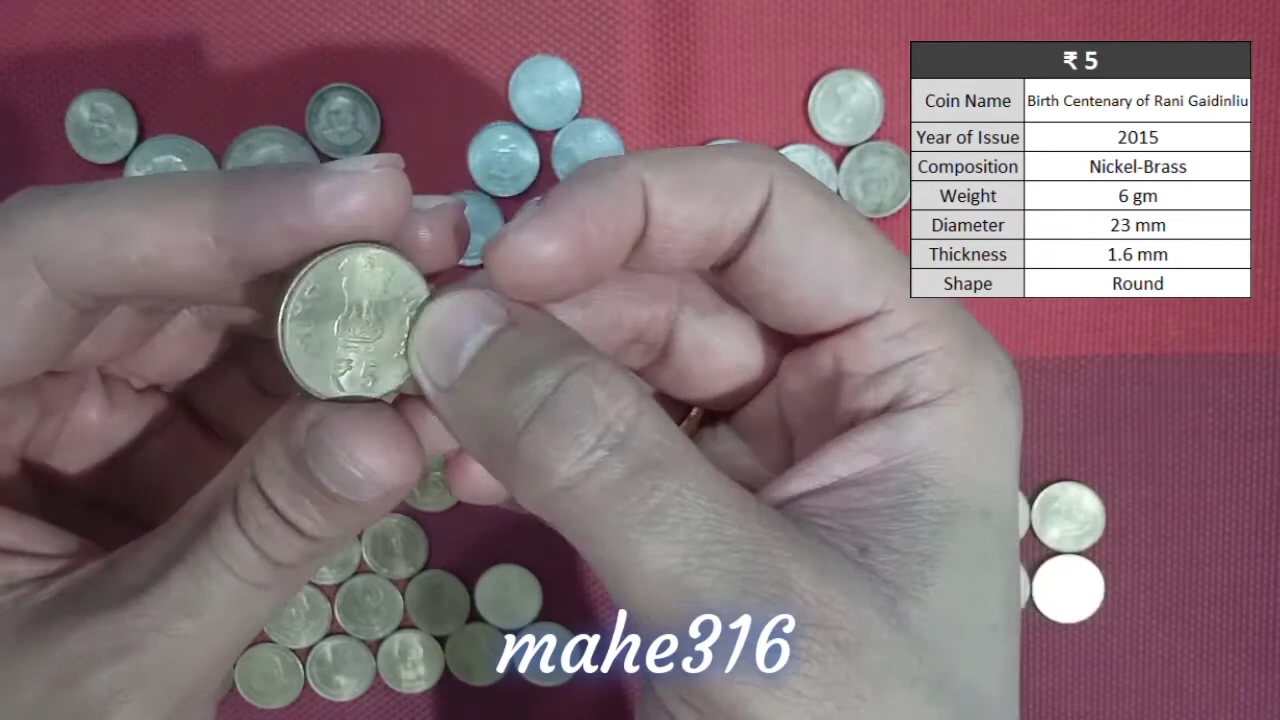 ₹ 5
Coin Name Birth Centenary of Rani Gaidinliu
Year of Issue 2015
Composition Nickel-Brass
Weight 6 gm
Diameter 23 mm
Thickness 1.6 mm
Shape Round
₹ 5
mahe316